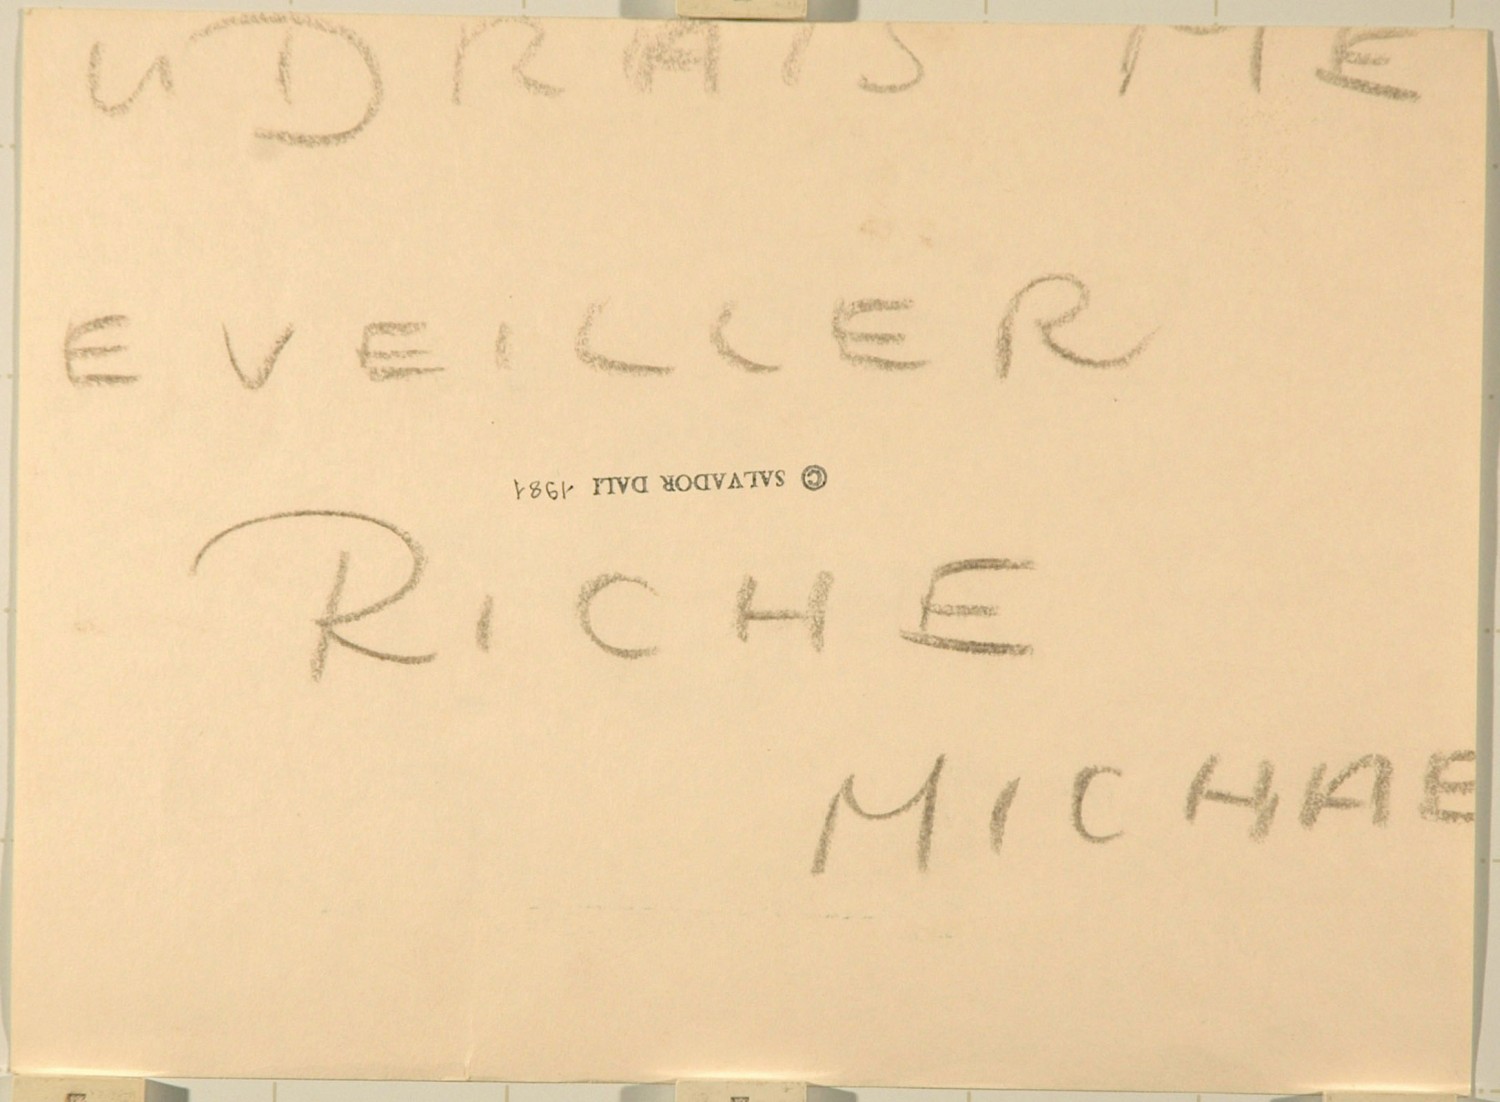 UDRAIS ME
EVEILLER
© SALVADOR DALI 1981
RICHE
MICHAE